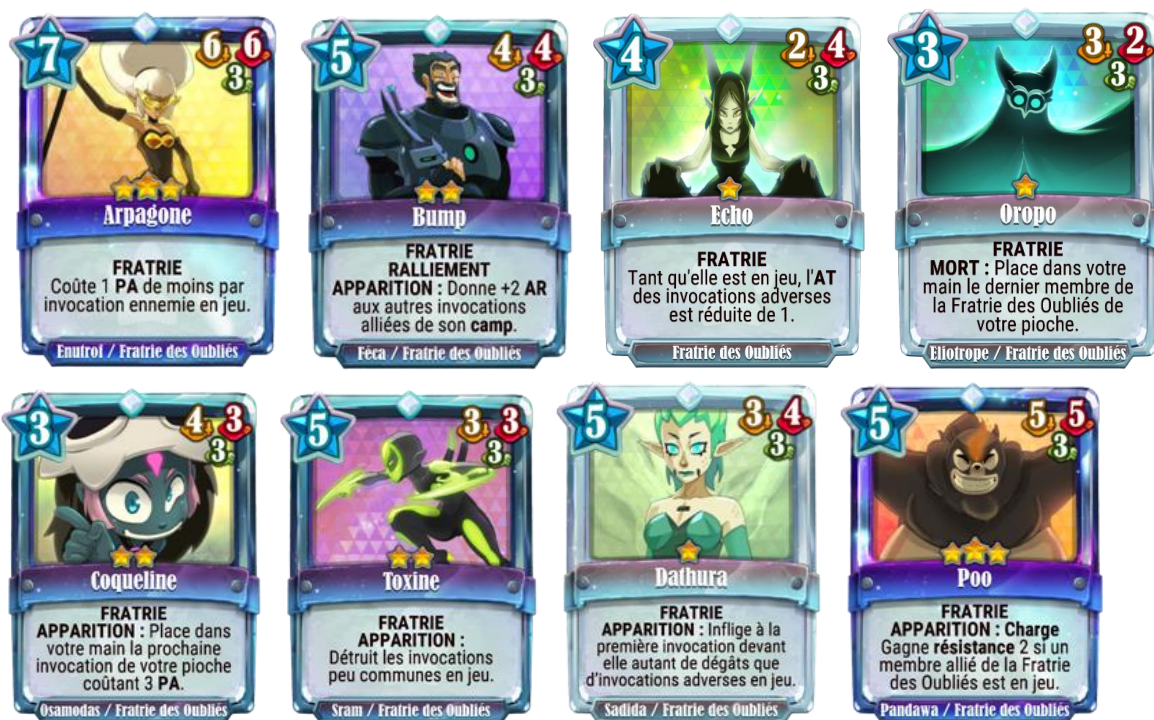 7
6
6
3
Arpagone
FRATRIE
Coûte 1 PA de moins par
invocation ennemie en jeu.
Enutrof / Fratrie des Oubliés
5
4
4
3
Bump
FRATRIE
RALLIEMENT
APPARITION : Donne +2 AR
aux autres invocations
alliées de son camp.
Féca / Fratrie des Oubliés
4
2
4
3
Echo
FRATRIE
Tant qu'elle est en jeu, l'AT
des invocations adverses
est réduite de 1.
Fratrie des Oubliés
3
3
2
3
Oropo
FRATRIE
MORT : Place dans votre
main le dernier membre de
la Fratrie des Oubliés de
votre pioche.
Eliotrope / Fratrie des Oubliés
3
4
3
3
Coqueline
FRATRIE
APPARITION : Place dans
votre main la prochaine
invocation de votre pioche
coûtant 3 PA.
Osamodas / Fratrie des Oubliés
5
3
3
3
Toxine
FRATRIE
APPARITION :
Détruit les invocations
peu communes en jeu.
Sram / Fratrie des Oubliés
5
3
4
3
Dathura
FRATRIE
APPARITION : Inflige à la
première invocation devant
elle autant de dégâts que
d'invocations adverses en jeu.
Sadida / Fratrie des Oubliés
5
5
5
3
Poo
FRATRIE
APPARITION : Charge
Gagne résistance 2 si un
membre allié de la Fratrie
des Oubliés est en jeu.
Pandawa / Fratrie des Oubliés